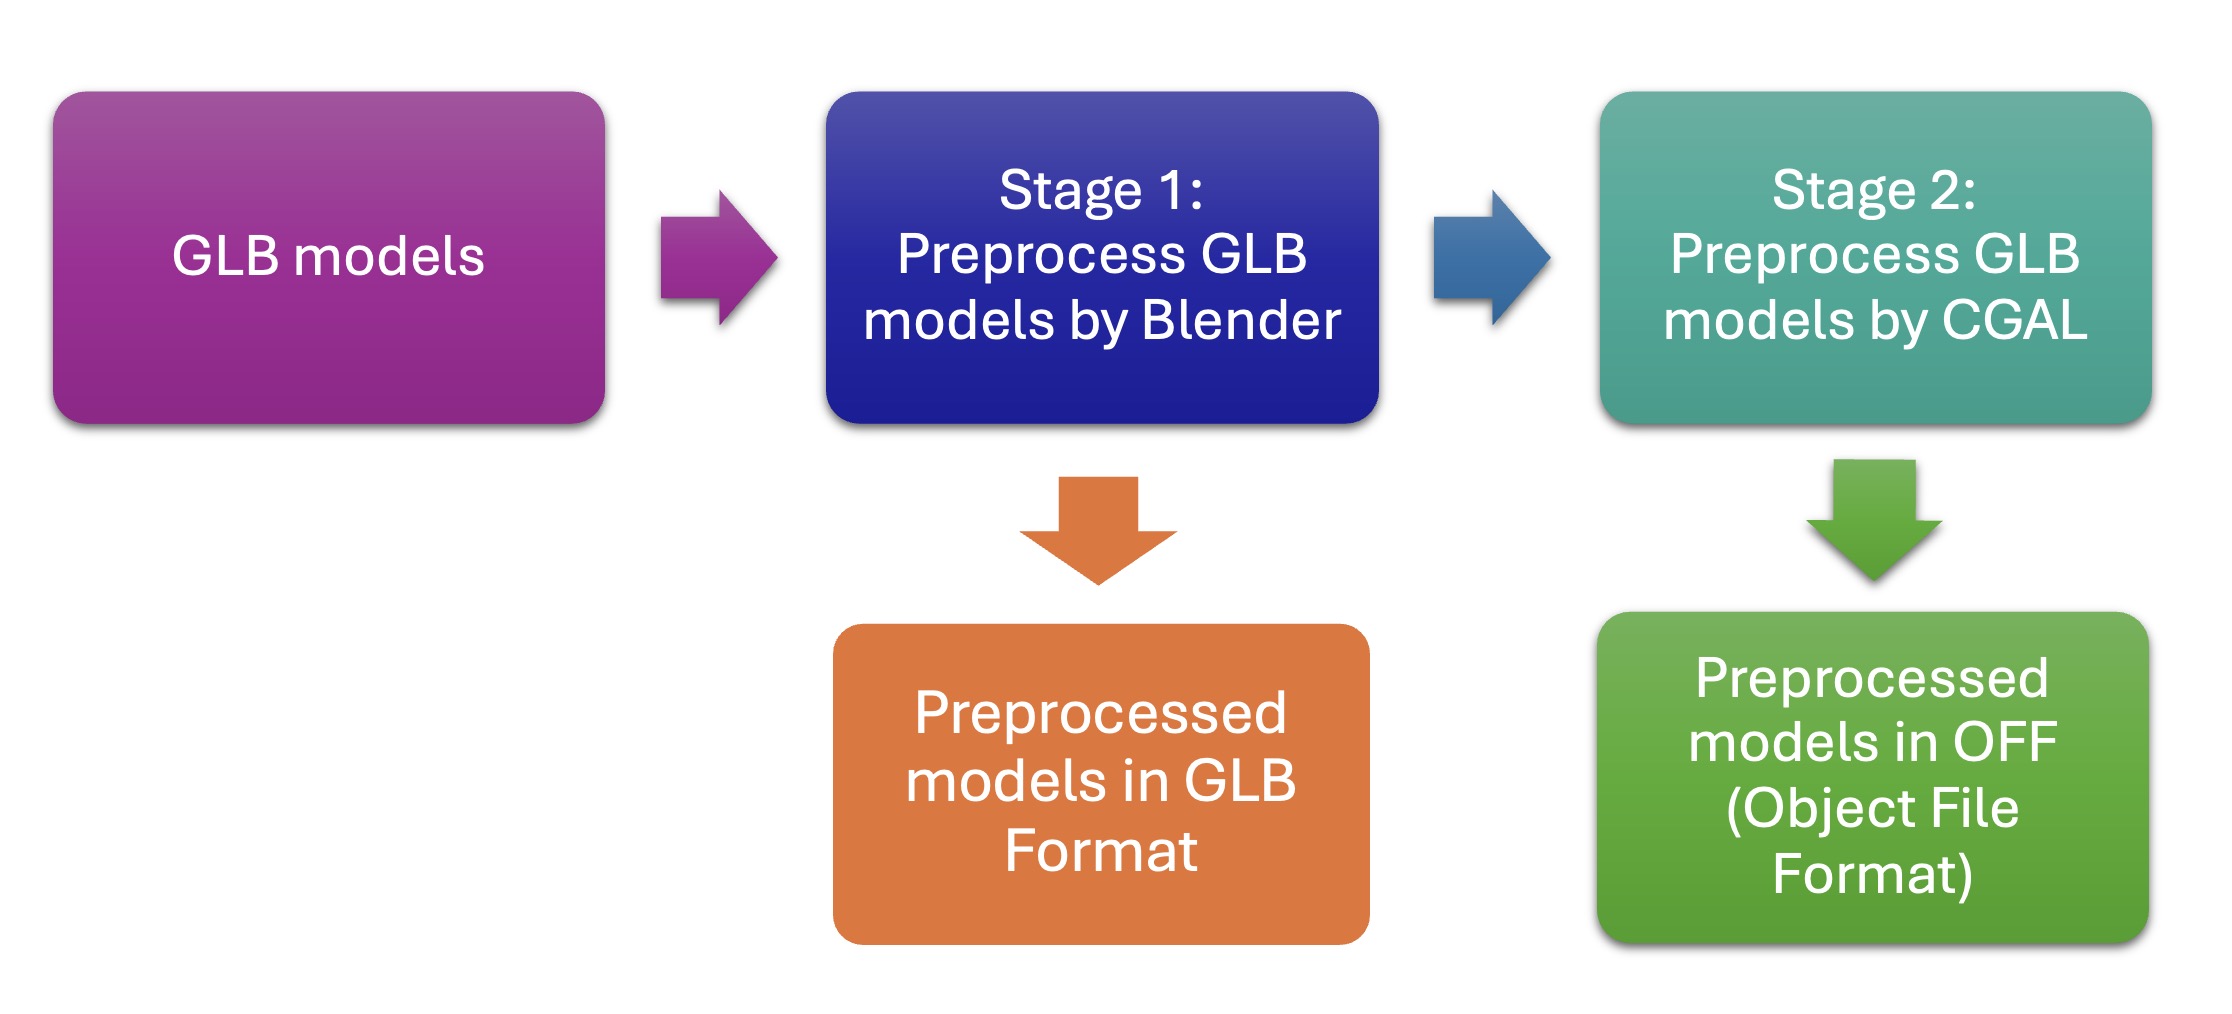 GLB models
Stage 1:
Preprocess GLB
models by Blender
Stage 2:
Preprocess GLB
models by CGAL
Preprocessed
models in GLB
Format
Preprocessed
models in OFF
(Object File
Format)